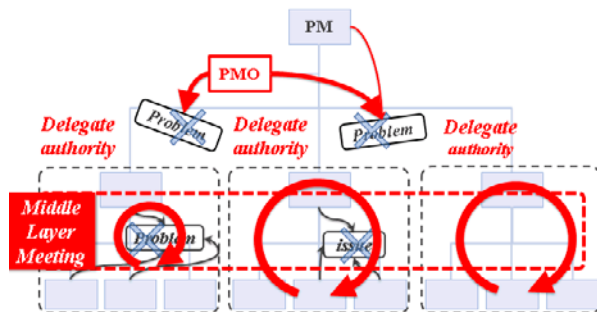 PM
PMO
Problem
Problem
Delegate
authority
Delegate
authority
Delegate
authority
Middle
Layer
Meeting
Problem
issue